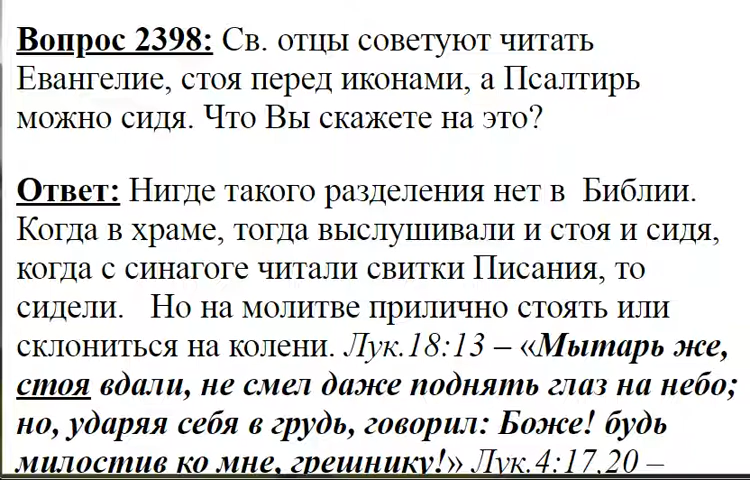 Вопрос 2398: Св. отцы советуют читать
Евангелие, стоя перед иконами, а Псалтирь
можно сидя. Что Вы скажете на это?
Ответ: Нигде такого разделения нет в Библии.
Когда в храме, тогда выслушивали и стоя и сидя,
когда с синагоге читали свитки Писания, то
сидели. Но на молитве прилично стоять или
склониться на колени. Лук.18:13 – «Мытарь же,
стоя вдали, не смел даже поднять глаз на небо;
но, ударяя себя в грудь, говорил: Боже! будь
милостив ко мне, грешнику!» Лук.4:17,20 –